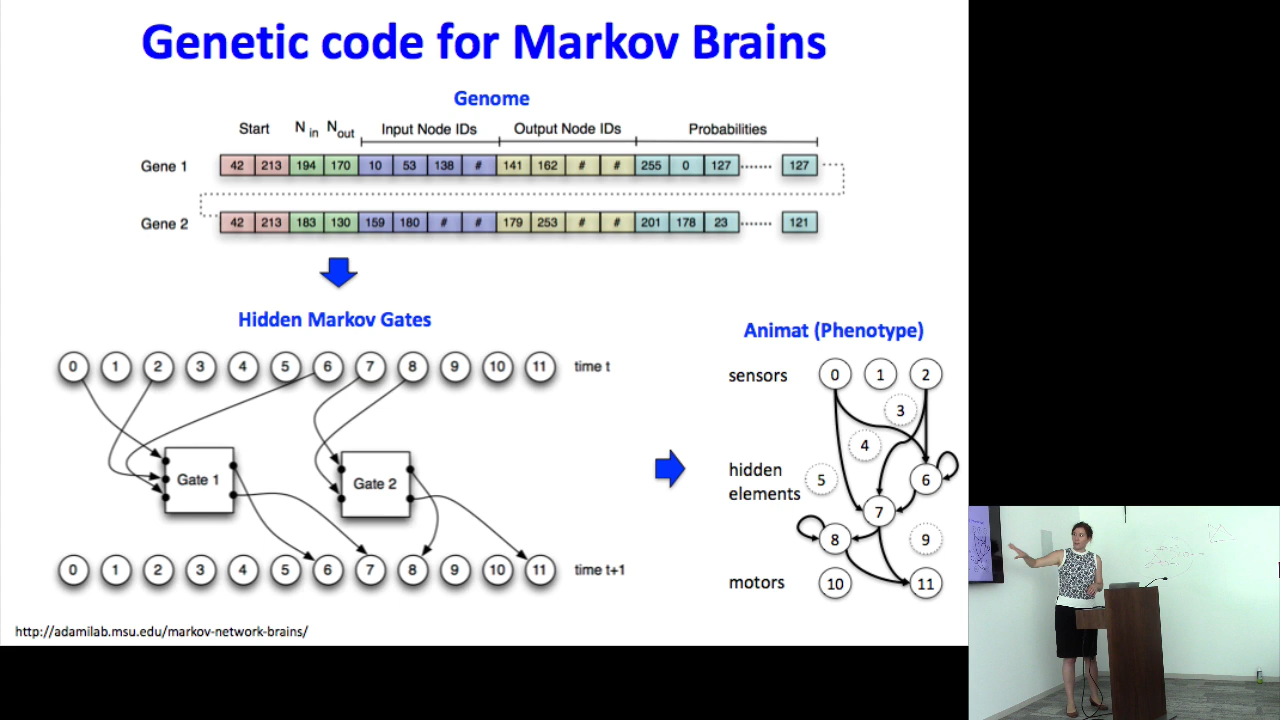 Genetic code for Markov Brains
Genome
Start N in N out Input Node IDs Output Node IDs Probabilities
Gene 1 42 213 194 170 10 53 138 # 141 162 # # 255 0 127 ....... 127
Gene 2 42 213 183 130 159 180 # # 179 253 # # 201 178 23 ....... 121
Hidden Markov Gates
0 1 2 3 4 5 6 7 8 9 10 11 time t
Gate 1 Gate 2
0 1 2 3 4 5 6 7 8 9 10 11 time t+1
Animat (Phenotype)
sensors 0 1 2
3
4
hidden
elements
5 6
7
8 9
motors 10 11
http://adamilab.msu.edu/markov-network-brains/